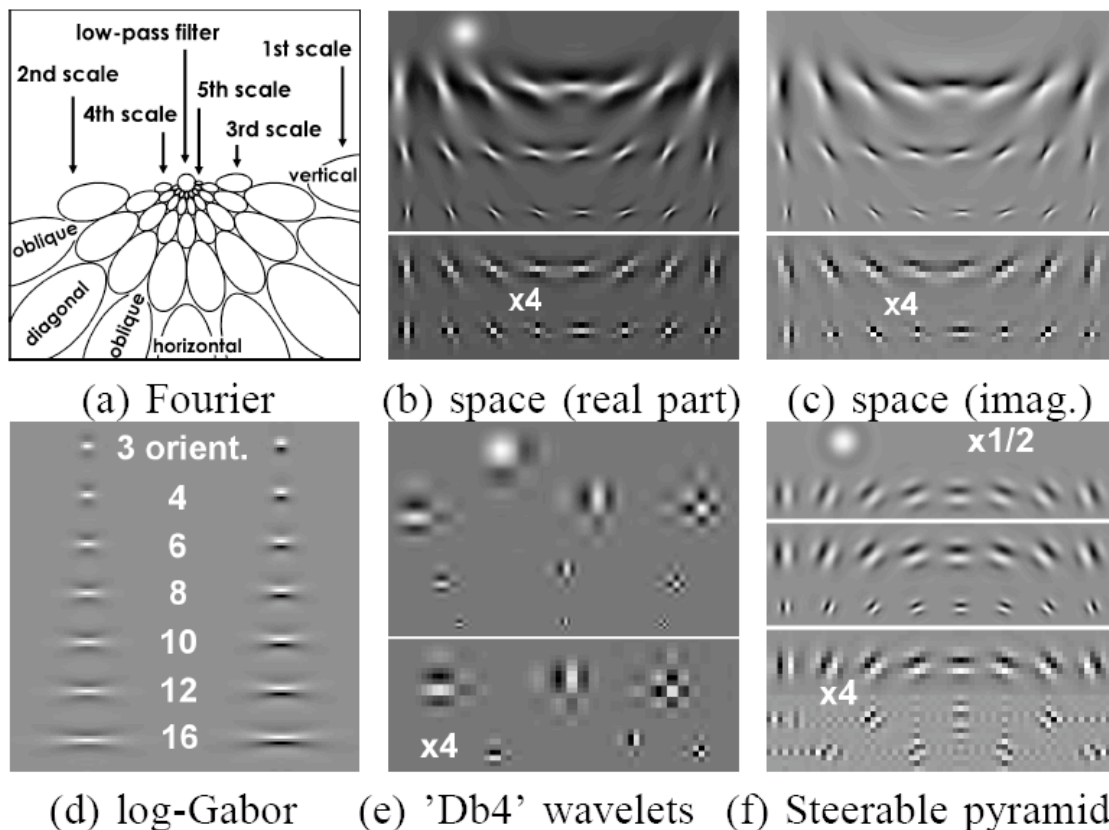 low-pass filter
1st scale
2nd scale
5th scale
4th scale
3rd scale
vertical
oblique
diagonal
oblique
horizontal
x4
x4
(a) Fourier
(b) space (real part)
(c) space (imag.)
3 orient.
4
6
8
10
12
16
x4
x1/2
x4
(d) log-Gabor
(e) 'Db4' wavelets
(f) Steerable pyramid